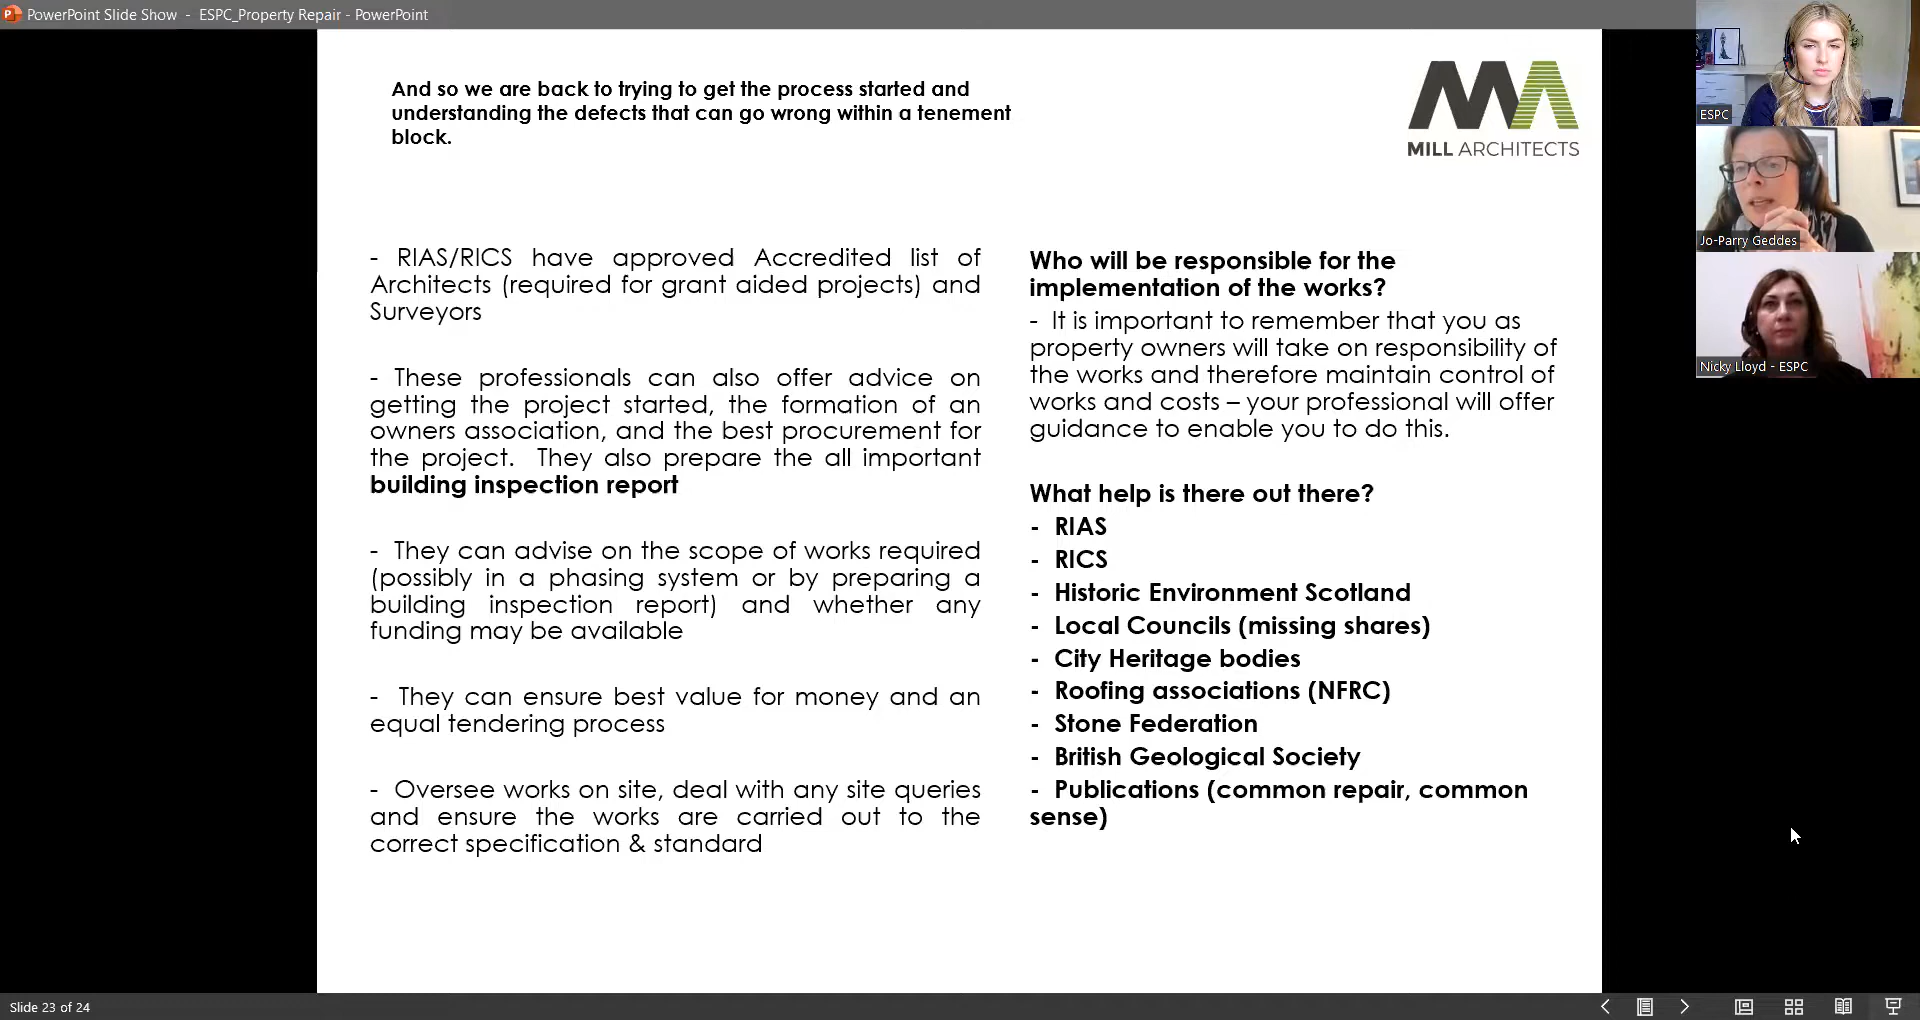 PowerPoint Slide Show - ESPC_Property Repair - PowerPoint
And so we are back to trying to get the process started and
understanding the defects that can go wrong within a tenement
block.
MILL ARCHITECTS
- RIAS/RICS have approved Accredited list of
Architects (required for grant aided projects) and
Surveyors
- These professionals can also offer advice on
getting the project started, the formation of an
owners association, and the best procurement for
the project. They also prepare the all important
building inspection report
- They can advise on the scope of works required
(possibly in a phasing system or by preparing a
building inspection report) and whether any
funding may be available
- They can ensure best value for money and an
equal tendering process
- Oversee works on site, deal with any site queries
and ensure the works are carried out to the
correct specification & standard
Who will be responsible for the
implementation of the works?
- It is important to remember that you as
property owners will take on responsibility of
the works and therefore maintain control of
works and costs – your professional will offer
guidance to enable you to do this.
What help is there out there?
- RIAS
- RICS
- Historic Environment Scotland
- Local Councils (missing shares)
- City Heritage bodies
- Roofing associations (NFRC)
- Stone Federation
- British Geological Society
- Publications (common repair, common
sense)
ESPC
Jo-Parry Geddes
Nicky Lloyd - ESPC
Slide 23 of 24